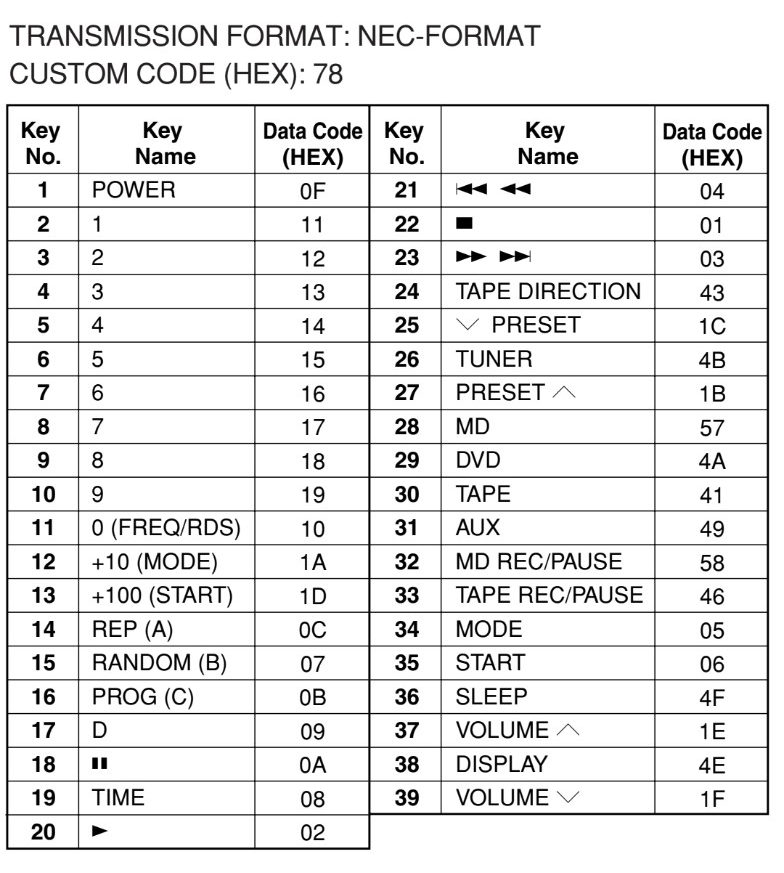 TRANSMISSION FORMAT: NEC-FORMAT
CUSTOM CODE (HEX): 78
Key No. Key Name Data Code (HEX) Key No. Key Name Data Code (HEX)
1 POWER 0F 21 ⏮ ◀◀ 04
2 1 11 22 ■ 01
3 2 12 23 ▶▶ ⏭ 03
4 3 13 24 TAPE DIRECTION 43
5 4 14 25 ﹀ PRESET 1C
6 5 15 26 TUNER 4B
7 6 16 27 PRESET ︿ 1B
8 7 17 28 MD 57
9 8 18 29 DVD 4A
10 9 19 30 TAPE 41
11 0 (FREQ/RDS) 10 31 AUX 49
12 +10 (MODE) 1A 32 MD REC/PAUSE 58
13 +100 (START) 1D 33 TAPE REC/PAUSE 46
14 REP (A) 0C 34 MODE 05
15 RANDOM (B) 07 35 START 06
16 PROG (C) 0B 36 SLEEP 4F
17 D 09 37 VOLUME ︿ 1E
18 ⏸ 0A 38 DISPLAY 4E
19 TIME 08 39 VOLUME ﹀ 1F
20 ▶ 02